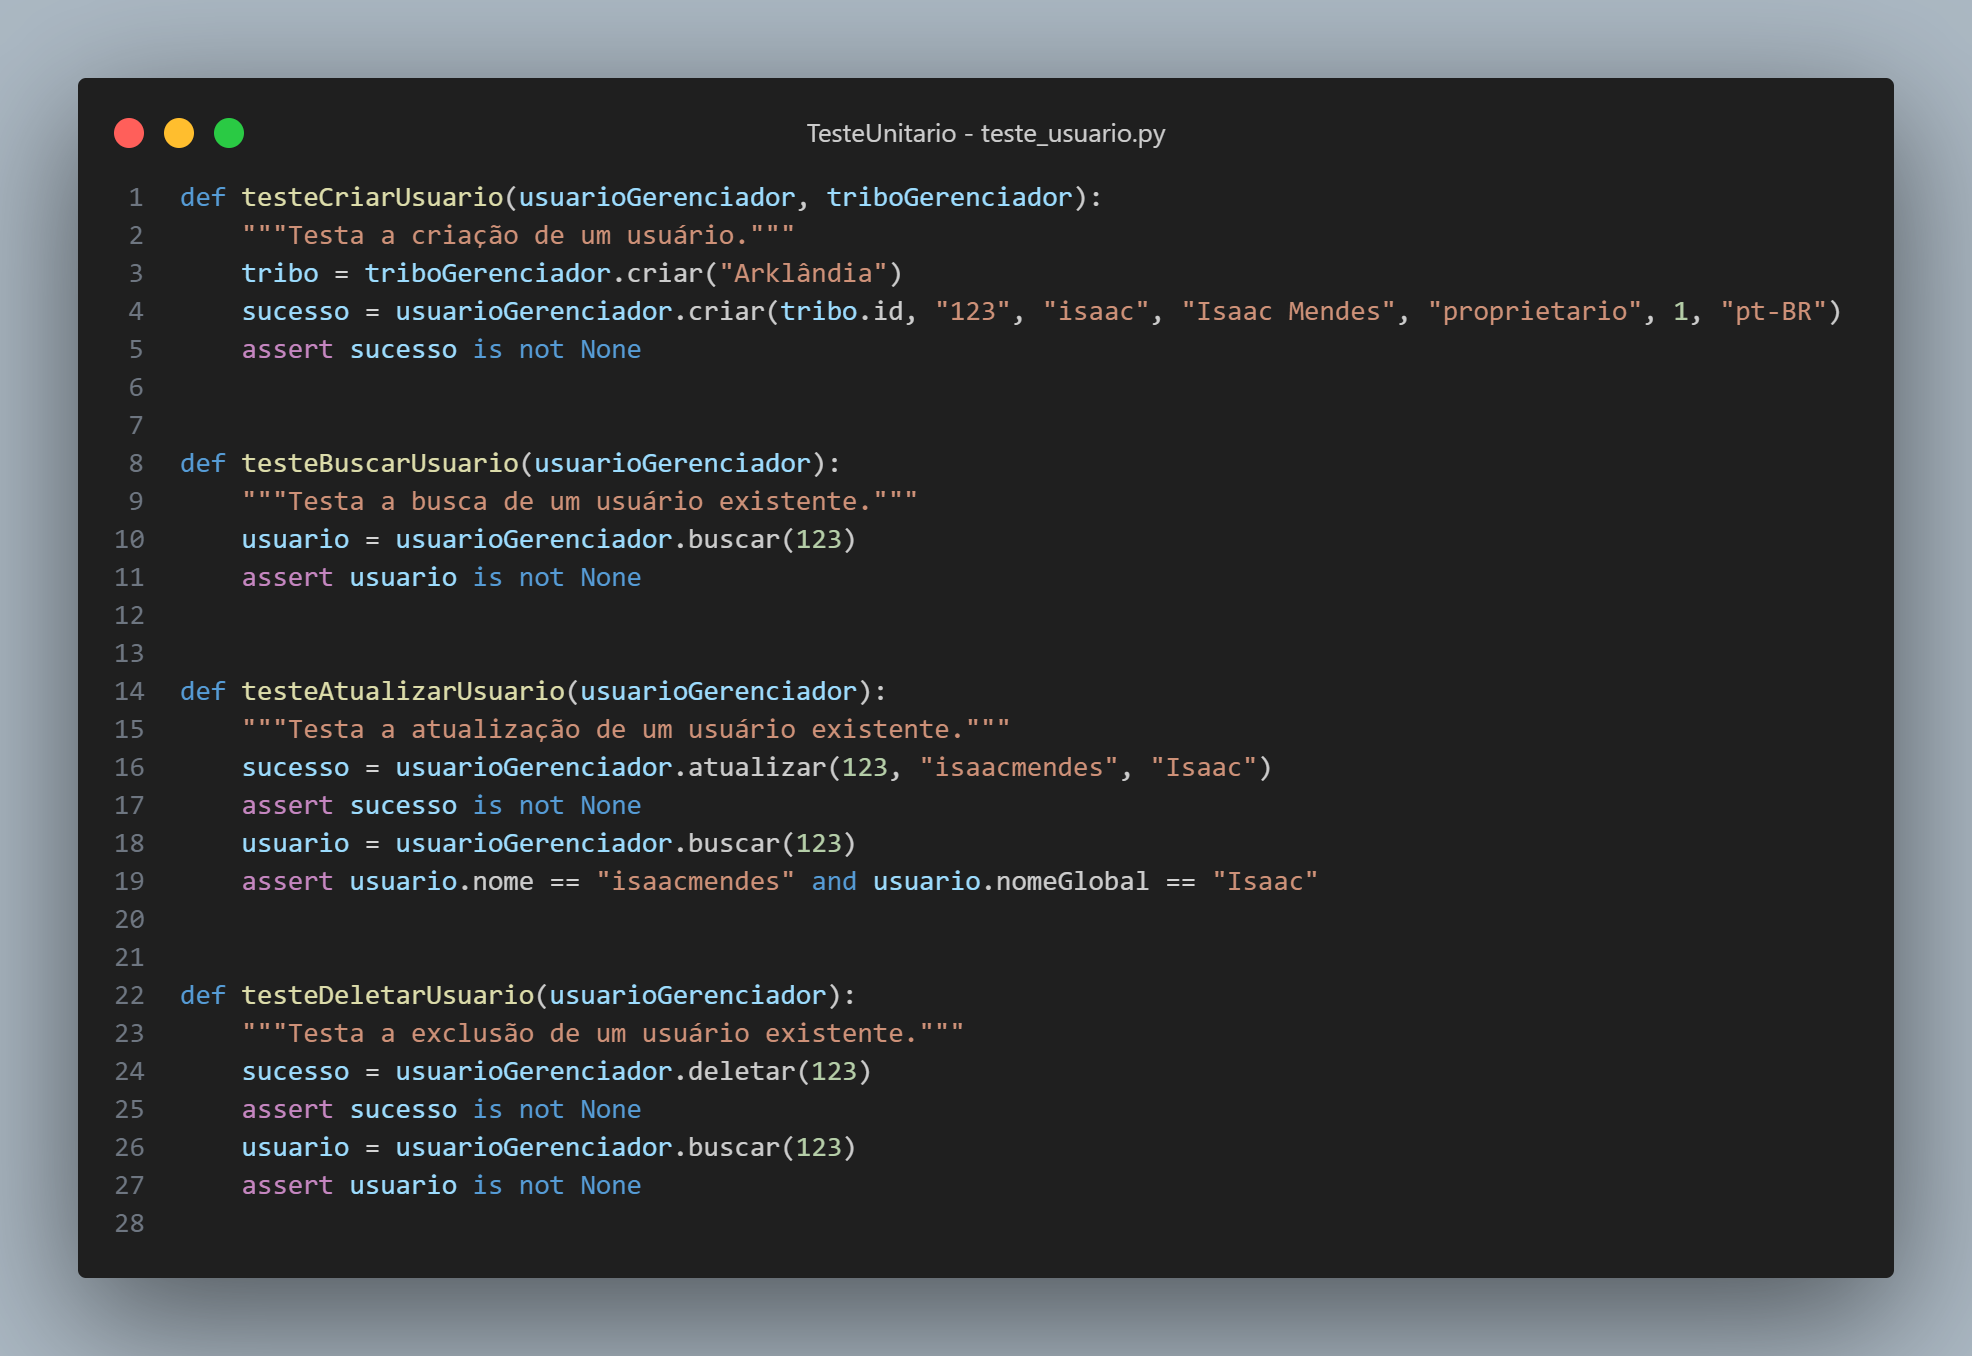 TesteUnitario - teste_usuario.py
1 def testeCriarUsuario(usuarioGerenciador, triboGerenciador):
2     """Testa a criação de um usuário."""
3     tribo = triboGerenciador.criar("Arklândia")
4     sucesso = usuarioGerenciador.criar(tribo.id, "123", "isaac", "Isaac Mendes", "proprietario", 1, "pt-BR")
5     assert sucesso is not None
6
7
8 def testeBuscarUsuario(usuarioGerenciador):
9     """Testa a busca de um usuário existente."""
10     usuario = usuarioGerenciador.buscar(123)
11     assert usuario is not None
12
13
14 def testeAtualizarUsuario(usuarioGerenciador):
15     """Testa a atualização de um usuário existente."""
16     sucesso = usuarioGerenciador.atualizar(123, "isaacmendes", "Isaac")
17     assert sucesso is not None
18     usuario = usuarioGerenciador.buscar(123)
19     assert usuario.nome == "isaacmendes" and usuario.nomeGlobal == "Isaac"
20
21
22 def testeDeletarUsuario(usuarioGerenciador):
23     """Testa a exclusão de um usuário existente."""
24     sucesso = usuarioGerenciador.deletar(123)
25     assert sucesso is not None
26     usuario = usuarioGerenciador.buscar(123)
27     assert usuario is not None
28